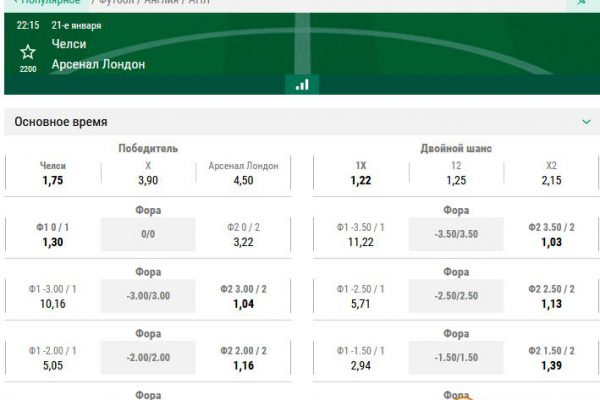 ‹ Популярное / Футбол / Англия / АПЛ
22:15 21-е января
Челси
2200 Арсенал Лондон
Основное время
Победитель Двойной шанс
Челси X Арсенал Лондон 1X 12 X2
1,75 3,90 4,50 1,22 1,25 2,15
Фора Фора
Ф1 0 / 1 0/0 Ф2 0 / 2 Ф1 -3.50 / 1 -3.50/3.50 Ф2 3.50 / 2
1,30 3,22 11,22 1,03
Фора Фора
Ф1 -3.00 / 1 -3.00/3.00 Ф2 3.00 / 2 Ф1 -2.50 / 1 -2.50/2.50 Ф2 2.50 / 2
10,16 1,04 5,71 1,13
Фора Фора
Ф1 -2.00 / 1 -2.00/2.00 Ф2 2.00 / 2 Ф1 -1.50 / 1 -1.50/1.50 Ф2 1.50 / 2
5,05 1,16 2,94 1,39
Фора Фора